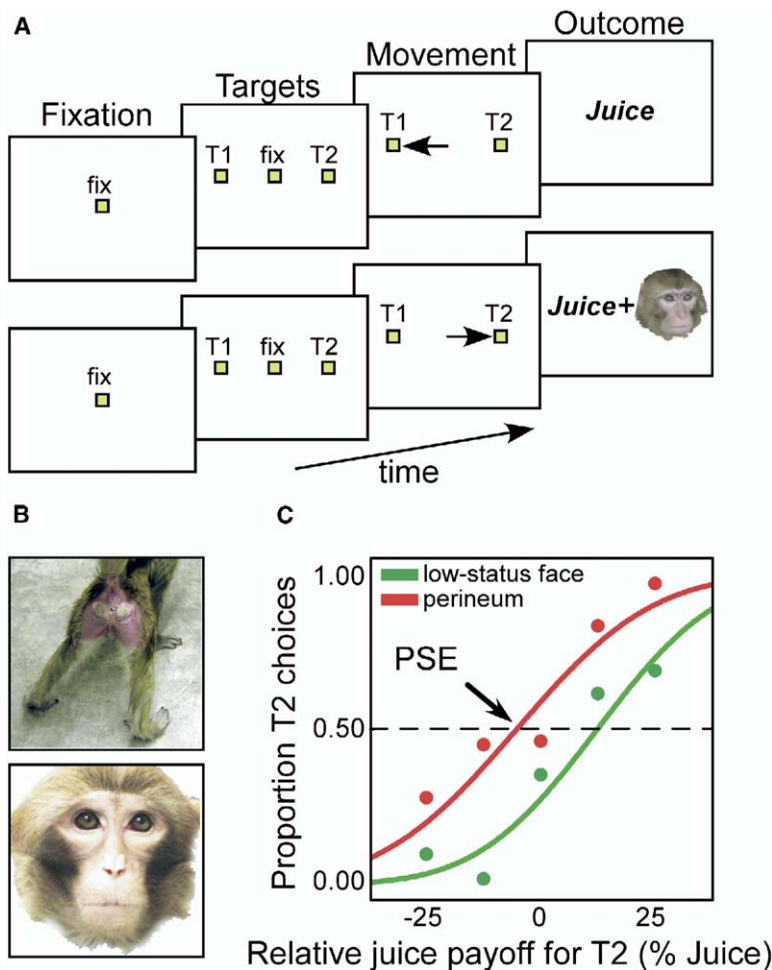 A
Fixation
Targets
Movement
Outcome
fix
T1 fix T2
T1 T2
Juice
fix
T1 fix T2
T1 T2
Juice+
time
B
C
low-status face
perineum
PSE
1.00
0.50
0.00
Proportion T2 choices
-25 0 25
Relative juice payoff for T2 (% Juice)